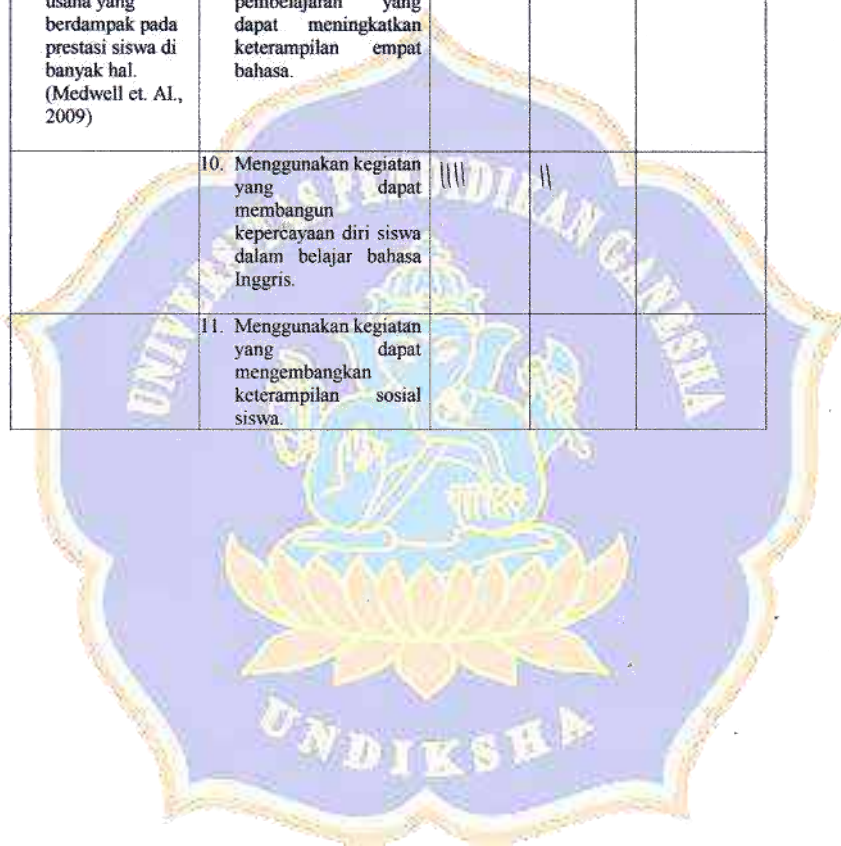 usaha yang
berdampak pada
prestasi siswa di
banyak hal.
(Medwell et. Al.,
2009)
pembelajaran yang
dapat meningkatkan
keterampilan empat
bahasa.
10. Menggunakan kegiatan
yang dapat
membangun
kepercayaan diri siswa
dalam belajar bahasa
Inggris.
||||
||
11. Menggunakan kegiatan
yang dapat
mengembangkan
keterampilan sosial
siswa.
UNIVERSITAS PENDIDIKAN GANESHA
UNDIKSHA